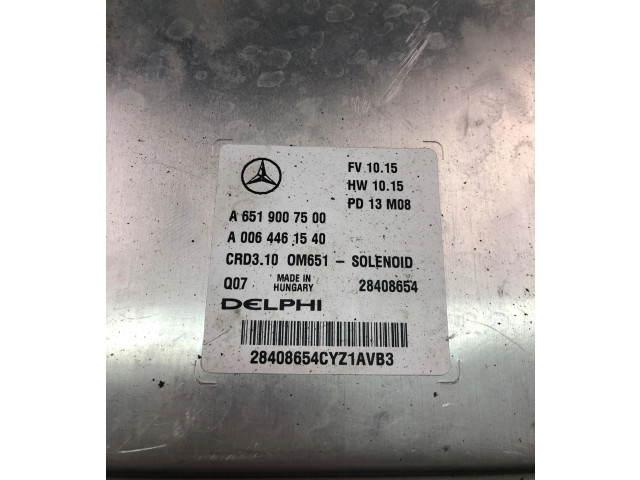 FV 10.15
HW 10.15
PD 13 M08
A 651 900 75 00
A 006 446 15 40
CRD3.10 OM651 – SOLENOID
Q07 MADE IN HUNGARY 28408654
DELPHI
28408654CYZ1AVB3